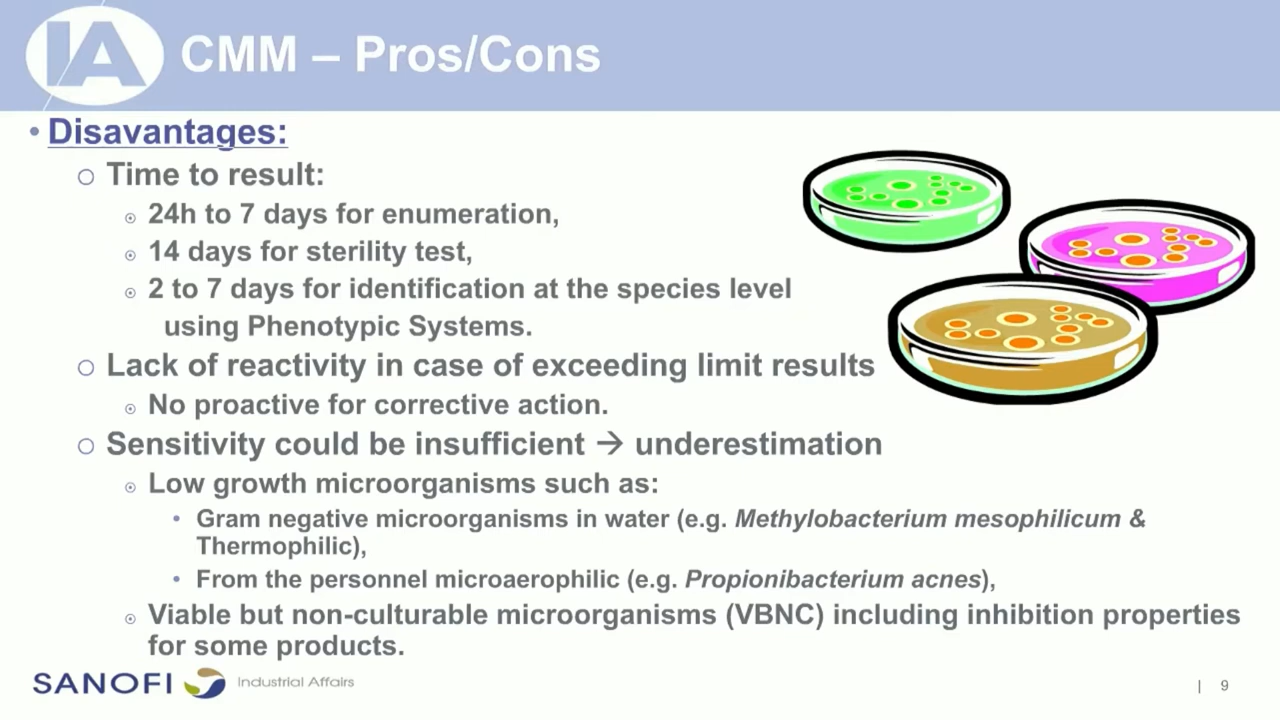 IA
CMM – Pros/Cons
• Disavantages:
○ Time to result:
⊙ 24h to 7 days for enumeration,
⊙ 14 days for sterility test,
⊙ 2 to 7 days for identification at the species level
using Phenotypic Systems.
○ Lack of reactivity in case of exceeding limit results
⊙ No proactive for corrective action.
○ Sensitivity could be insufficient → underestimation
⊙ Low growth microorganisms such as:
• Gram negative microorganisms in water (e.g. Methylobacterium mesophilicum &
Thermophilic),
• From the personnel microaerophilic (e.g. Propionibacterium acnes),
⊙ Viable but non-culturable microorganisms (VBNC) including inhibition properties
for some products.
SANOFI Industrial Affairs
| 9